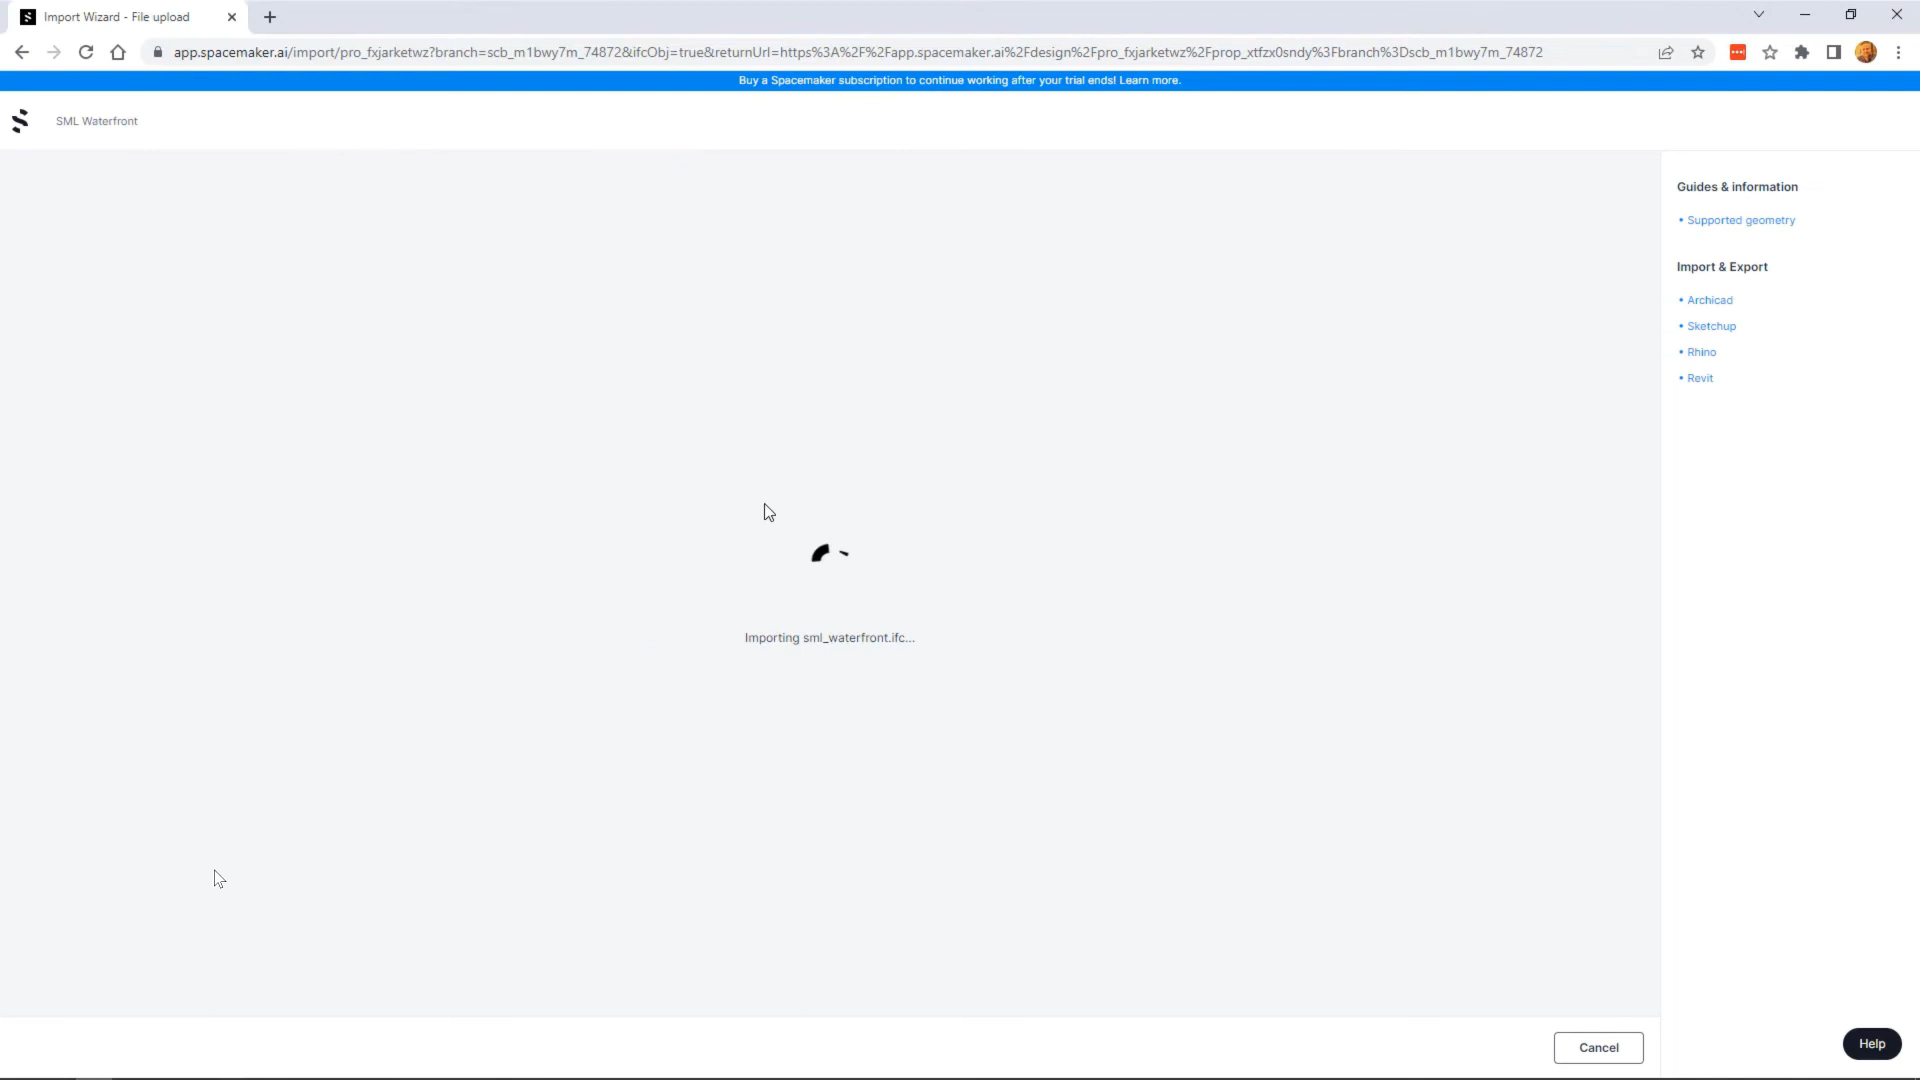 Import Wizard - File upload
app.spacemaker.ai/import/pro_fxjarketwz?branch=scb_m1bwy7m_74872&ifcObj=true&returnUrl=https%3A%2F%2Fapp.spacemaker.ai%2Fdesign%2Fpro_fxjarketwz%2Fprop_xtfzx0sndy%3Fbranch%3Dscb_m1bwy7m_74872
Buy a Spacemaker subscription to continue working after your trial ends! Learn more.
SML Waterfront
Guides & information
• Supported geometry
Import & Export
• Archicad
• Sketchup
• Rhino
• Revit
Importing sml_waterfront.ifc...
Cancel
Help